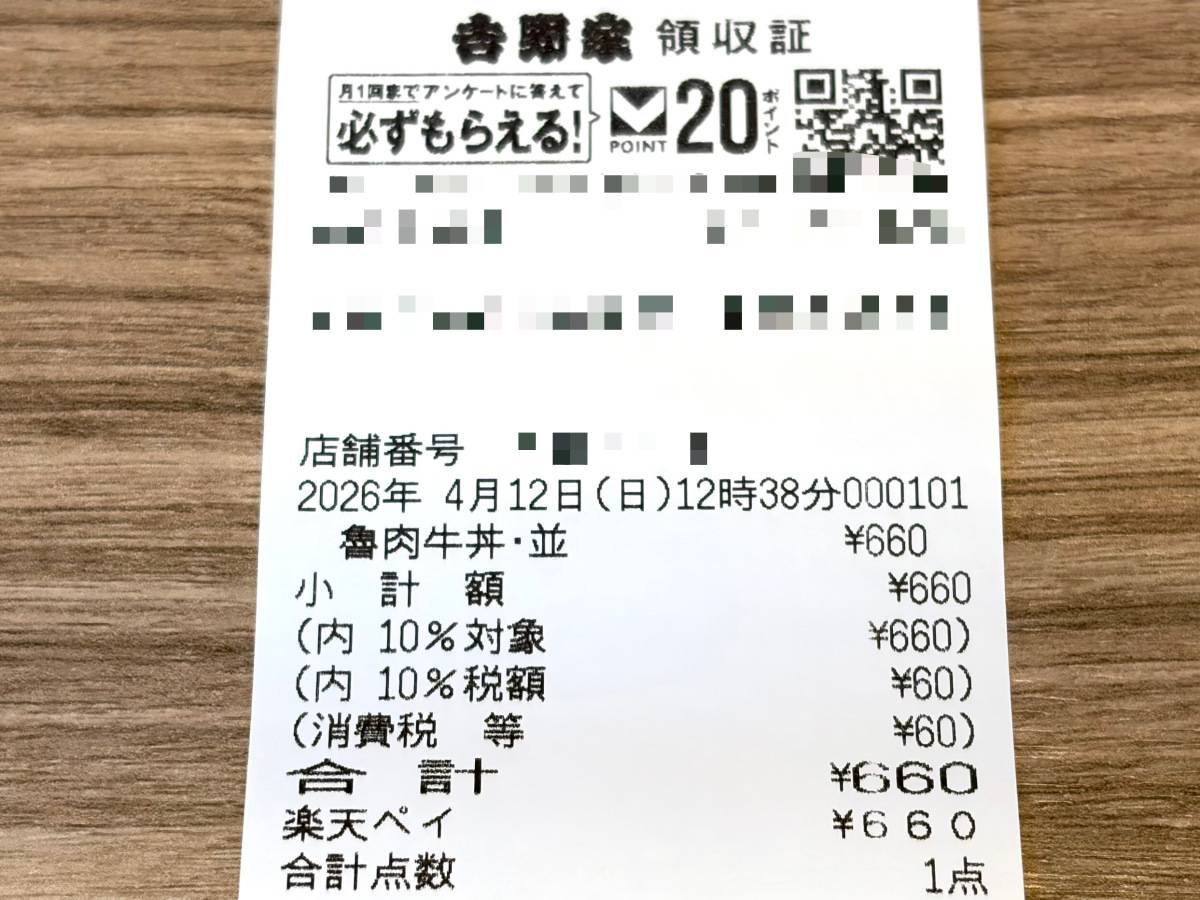 吉野家 領収証
月1回までアンケートに答えて
必ずもらえる!
V POINT 20ポイント
店舗番号
2026年 4月12日(日)12時38分000101
魯肉牛丼・並 ¥660
小 計 額 ¥660
(内 10%対象 ¥660)
(内 10%税額 ¥60)
(消費税 等 ¥60)
合 計 ¥660
楽天ペイ ¥660
合計点数 1点